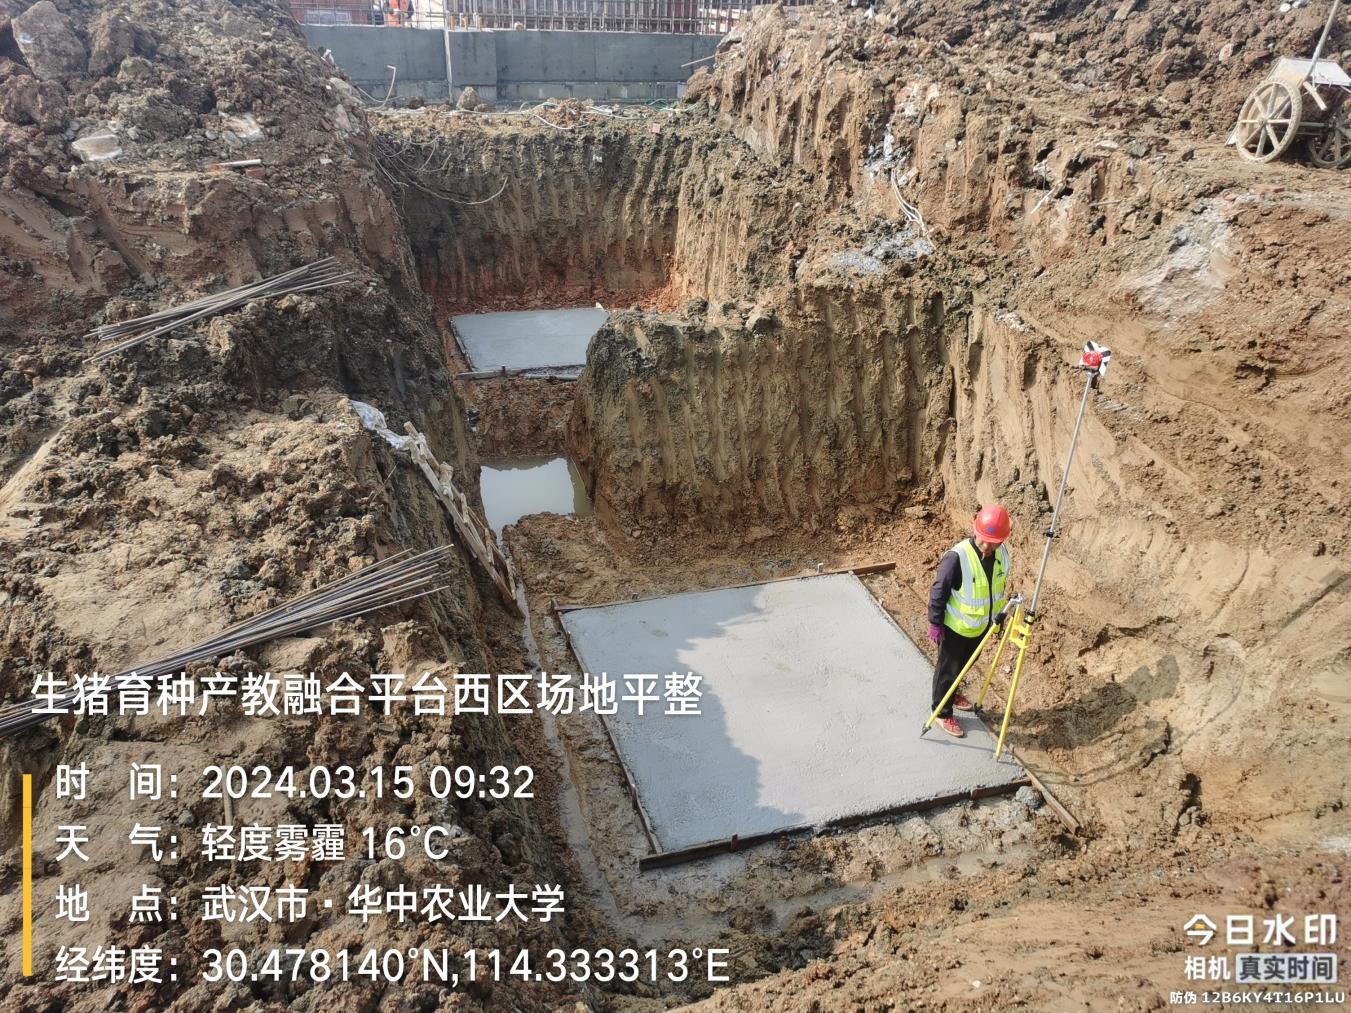 生猪育种产教融合平台西区场地平整
时 间：2024.03.15 09:32
天 气：轻度雾霾 16°C
地 点：武汉市·华中农业大学
经纬度：30.478140°N,114.333313°E
今日水印
相机 真实时间
防伪 12B6KY4T16P1LU